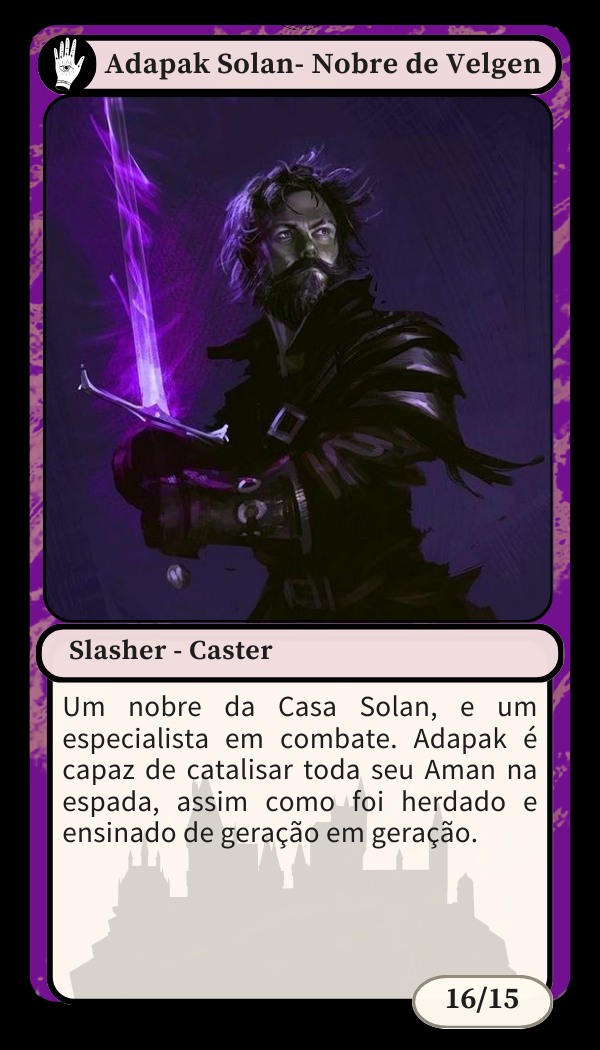 Adapak Solan- Nobre de Velgen
Slasher - Caster
Um nobre da Casa Solan, e um
especialista em combate. Adapak é
capaz de catalisar toda seu Aman na
espada, assim como foi herdado e
ensinado de geração em geração.
16/15